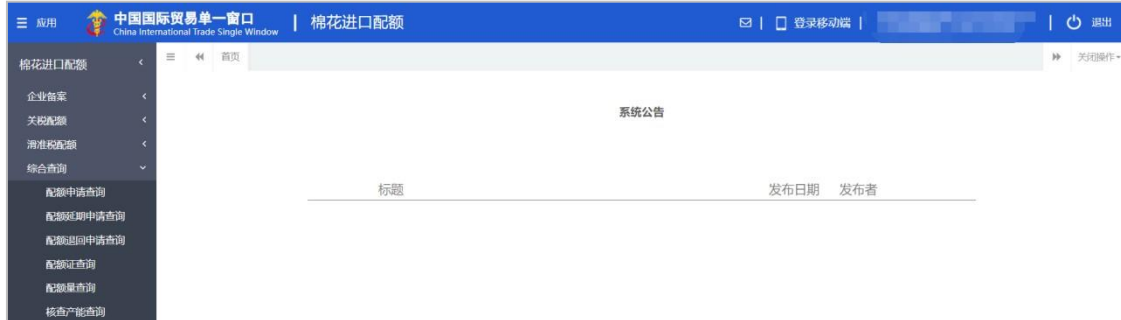 应用 中国国际贸易单一窗口 棉花进口配额 登录移动端 退出
China International Trade Single Window
棉花进口配额 首页 关闭操作
企业备案
关税配额
滑准税配额
综合查询
配额申请查询
配额延期申请查询
配额退回申请查询
配额证查询
配额量查询
核查产能查询
系统公告
标题 发布日期 发布者